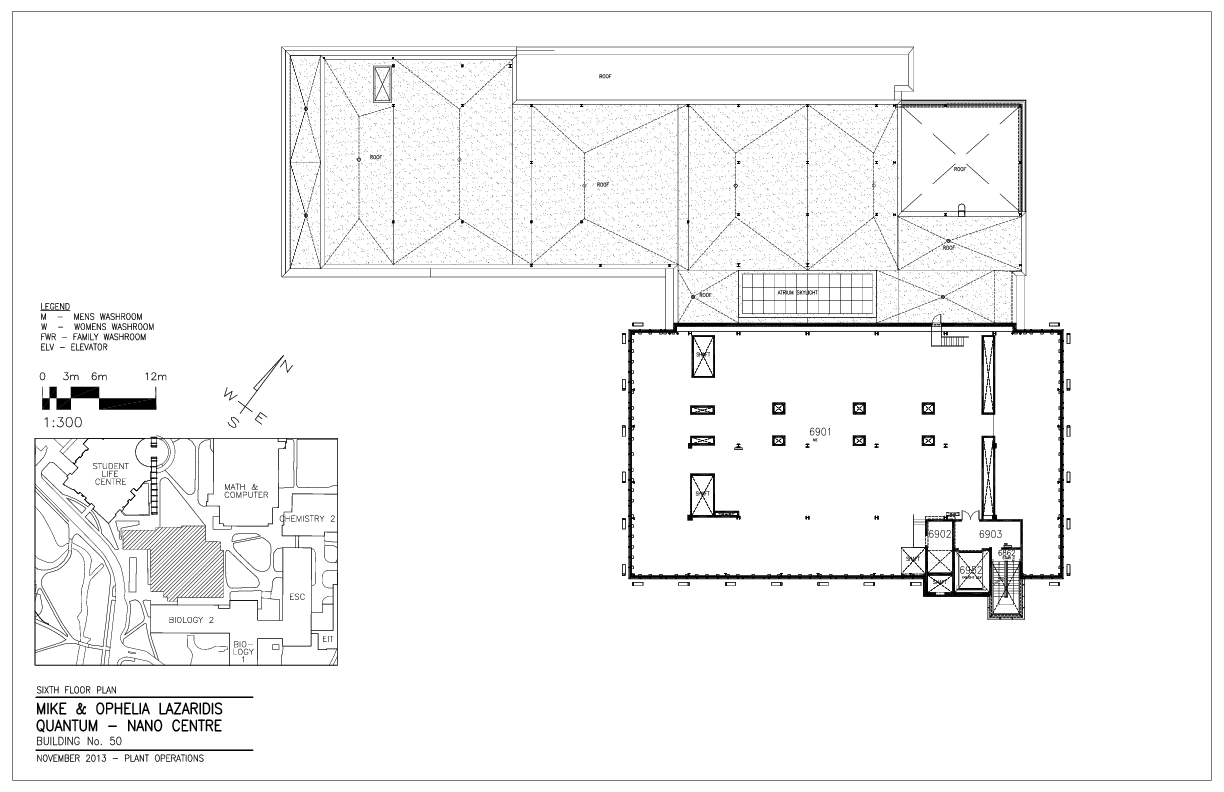 ROOF
ROOF
ROOF
ROOF
ROOF
ROOF
ATRIUM SKYLIGHT
LEGEND
M – MENS WASHROOM
W – WOMENS WASHROOM
FWR – FAMILY WASHROOM
ELV – ELEVATOR
0 3m 6m 12m
1:300
N
W
E
S
SHAFT
6901
SHAFT
6902
6903
SHAFT
6952
SHAFT
STUDENT
LIFE
CENTRE
MATH &
COMPUTER
CHEMISTRY 2
ESC
BIOLOGY 2
EIT
BIO-
LOGY
1
SIXTH FLOOR PLAN
MIKE & OPHELIA LAZARIDIS
QUANTUM – NANO CENTRE
BUILDING No. 50
NOVEMBER 2013 – PLANT OPERATIONS